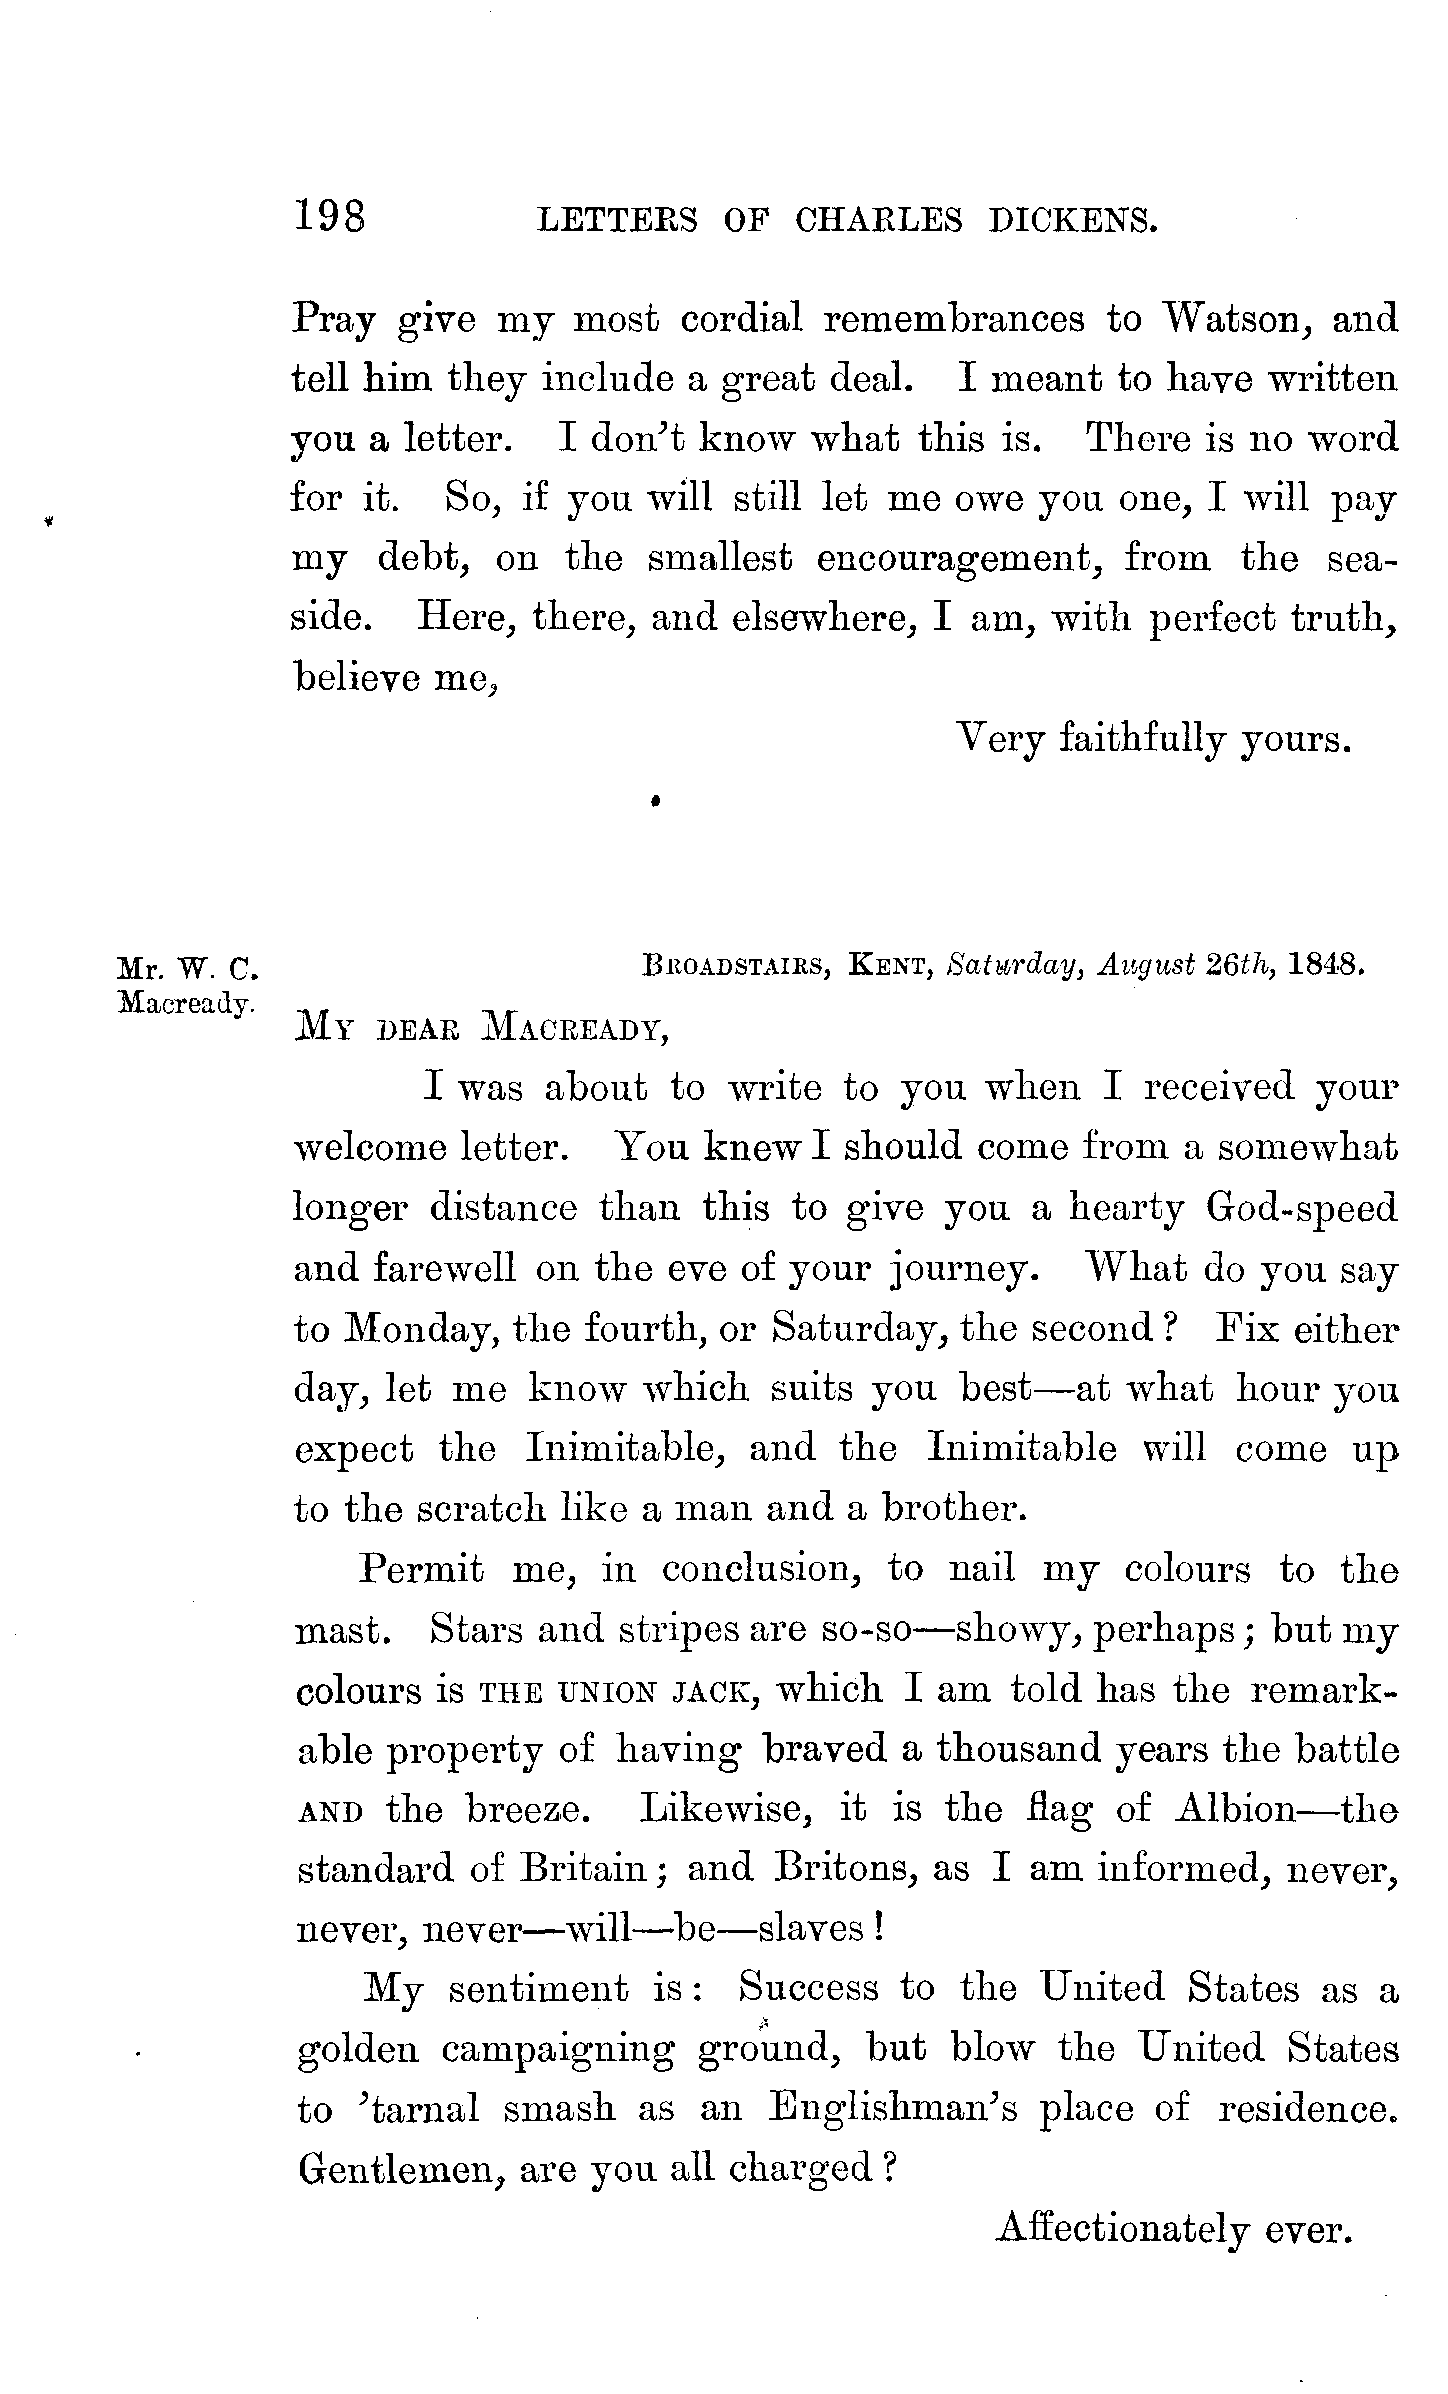 198 LETTERS OF CHARLES DICKENS.
Pray give my most cordial remembrances to Watson, and
tell him they include a great deal. I meant to have written
you a letter. I don't know what this is. There is no word
for it. So, if you will still let me owe you one, I will pay
my debt, on the smallest encouragement, from the sea-
side. Here, there, and elsewhere, I am, with perfect truth,
believe me,
Very faithfully yours.
Mr. W. C.
Macready.
BROADSTAIRS, KENT, Saturday, August 26th, 1848.
MY DEAR MACREADY,
I was about to write to you when I received your
welcome letter. You knew I should come from a somewhat
longer distance than this to give you a hearty God-speed
and farewell on the eve of your journey. What do you say
to Monday, the fourth, or Saturday, the second? Fix either
day, let me know which suits you best—at what hour you
expect the Inimitable, and the Inimitable will come up
to the scratch like a man and a brother.
Permit me, in conclusion, to nail my colours to the
mast. Stars and stripes are so-so—showy, perhaps; but my
colours is THE UNION JACK, which I am told has the remark-
able property of having braved a thousand years the battle
AND the breeze. Likewise, it is the flag of Albion—the
standard of Britain; and Britons, as I am informed, never,
never, never—will—be—slaves!
My sentiment is: Success to the United States as a
golden campaigning ground, but blow the United States
to 'tarnal smash as an Englishman's place of residence.
Gentlemen, are you all charged?
Affectionately ever.